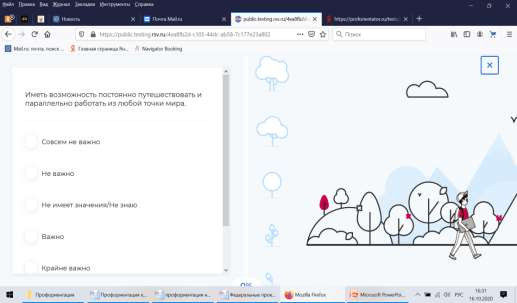 Файл Правка Вид Журнал Закладки Инструменты Справка
Новость
Почта Mail.ru
public.testing.rsv.ru/4ea8fb2d
https://proforientator.ru/tests/
https://public.testing.rsv.ru/4ea8fb2d-c105-44dc-ab59-7c177e23a802
Поиск
Mail.ru: почта, поиск ...
Главная страница Ян...
Navigator Booking
Иметь возможность постоянно путешествовать и
параллельно работать из любой точки мира.
Совсем не важно
Не важно
Не имеет значения/Не знаю
Важно
Крайне важно
0%
Профориентация
Профориентация к...
профориентация н...
Федеральные прое...
Mozilla Firefox
Microsoft PowerPoi...
РУС
16:31
16.10.2020